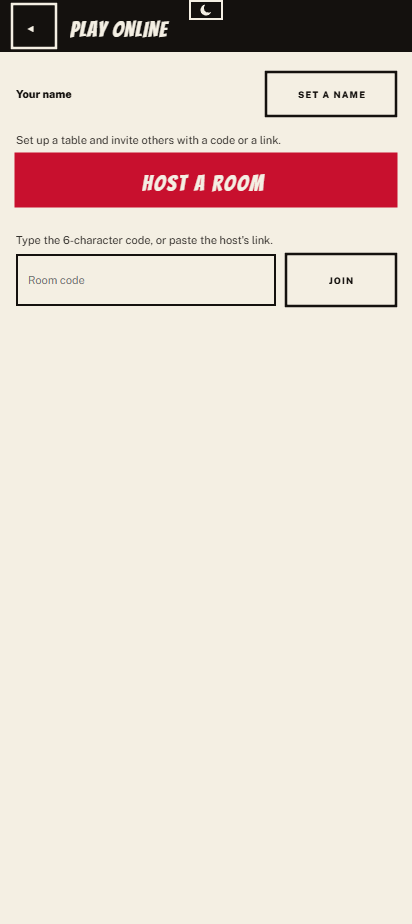 PLAY ONLINE
Your name
SET A NAME
Set up a table and invite others with a code or a link.
HOST A ROOM
Type the 6-character code, or paste the host's link.
Room code
JOIN